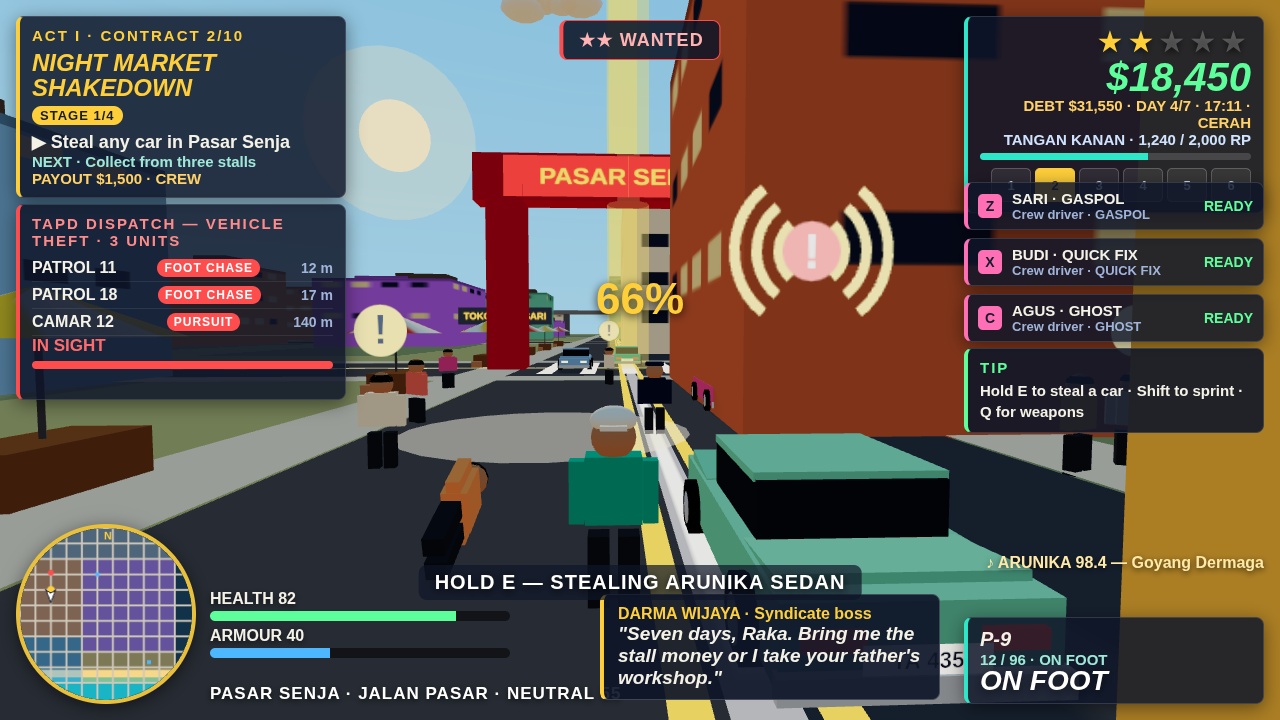 ACT I · CONTRACT 2/10
NIGHT MARKET
SHAKEDOWN
STAGE 1/4
▶ Steal any car in Pasar Senja
NEXT · Collect from three stalls
PAYOUT $1,500 · CREW
TAPD DISPATCH — VEHICLE
THEFT · 3 UNITS
PATROL 11 FOOT CHASE 12 m
PATROL 18 FOOT CHASE 17 m
CAMAR 12 PURSUIT 140 m
IN SIGHT
★★ WANTED
PASAR SE
!
66%
!
!
TOKO
SARI
★★★★★
$18,450
DEBT $31,550 · DAY 4/7 · 17:11 ·
CERAH
TANGAN KANAN · 1,240 / 2,000 RP
1 2 3 4 5 6
Z SARI · GASPOL READY
Crew driver · GASPOL
X BUDI · QUICK FIX READY
Crew driver · QUICK FIX
C AGUS · GHOST READY
Crew driver · GHOST
TIP
Hold E to steal a car · Shift to sprint ·
Q for weapons
♪ ARUNIKA 98.4 — Goyang Dermaga
N
HEALTH 82
ARMOUR 40
PASAR SENJA · JALAN PASAR · NEUTRAL
HOLD E — STEALING ARUNIKA SEDAN
DARMA WIJAYA · Syndicate boss
"Seven days, Raka. Bring me the
stall money or I take your father's
workshop."
435
P-9
12 / 96 · ON FOOT
ON FOOT